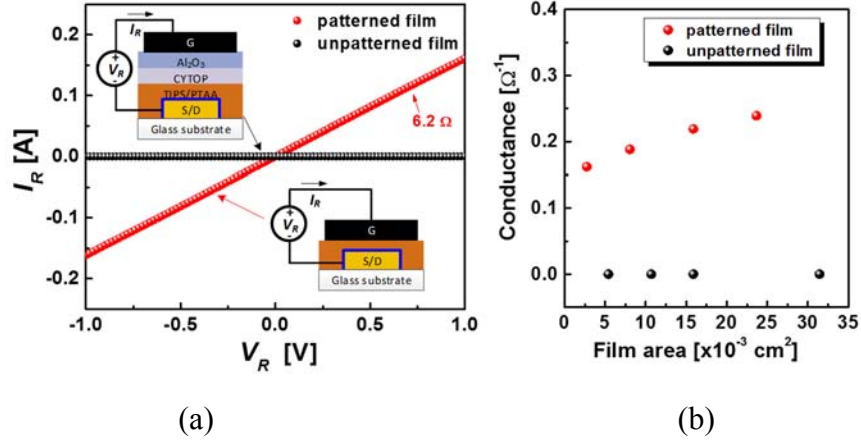 patterned film
unpatterned film
I_R
G
Al₂O₃
CYTOP
TIPS/PTAA
S/D
Glass substrate
+
V_R
-
6.2 Ω
I_R
+
V_R
-
G
S/D
Glass substrate
0.2
0.1
0.0
-0.1
-0.2
I_R [A]
-1.0 -0.5 0.0 0.5 1.0
V_R [V]
(a)
patterned film
unpatterned film
0.4
0.3
0.2
0.1
0.0
Conductance [Ω⁻¹]
0 5 10 15 20 25 30 35
Film area [x10⁻³ cm²]
(b)